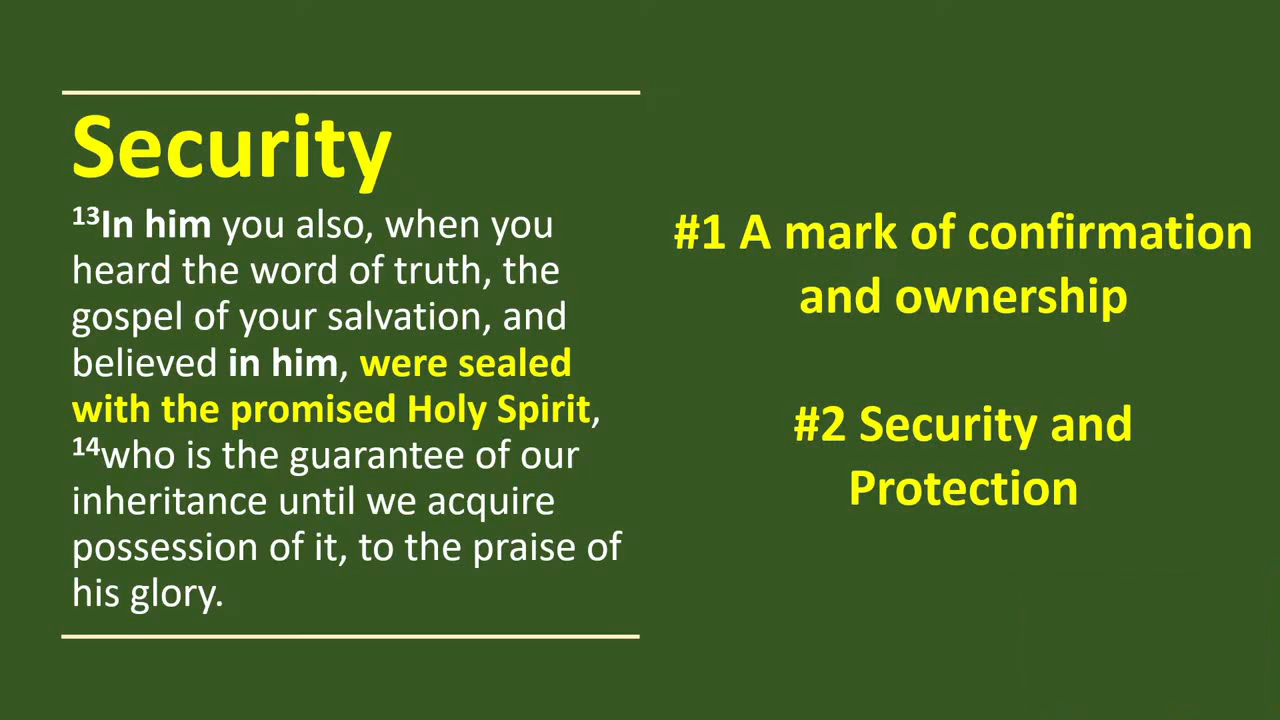 Security
13In him you also, when you
heard the word of truth, the
gospel of your salvation, and
believed in him, were sealed
with the promised Holy Spirit,
14who is the guarantee of our
inheritance until we acquire
possession of it, to the praise of
his glory.
#1 A mark of confirmation
and ownership
#2 Security and
Protection